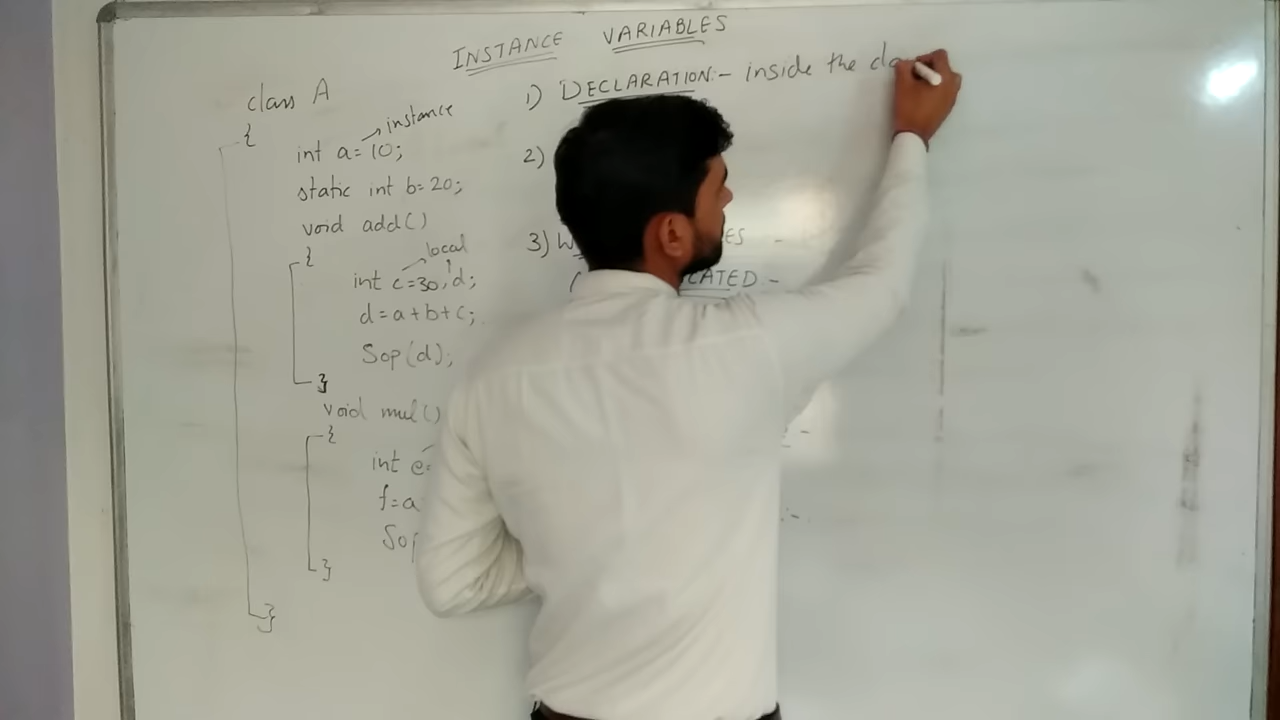 INSTANCE VARIABLES
class A
{
instance
int a=10;
static int b=20;
void add()
{
local
int c=30,d;
d=a+b+c;
Sop(d);
}
void mul()
{
int e=
f=a
Sop
}
}
1) DECLARATION:- inside the cla
2)
3) W ES -
( CATED -